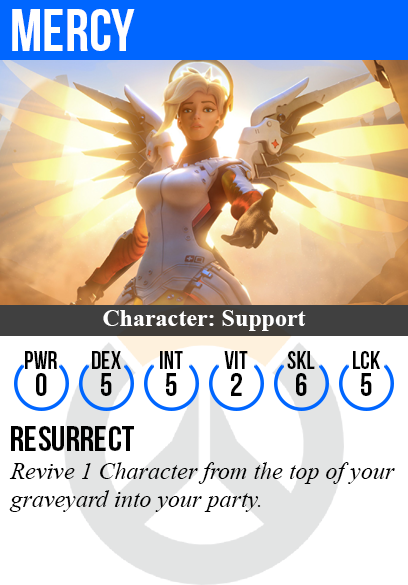 MERCY
Character: Support
PWR DEX INT VIT SKL LCK
0 5 5 2 6 5
RESURRECT
Revive 1 Character from the top of your
graveyard into your party.